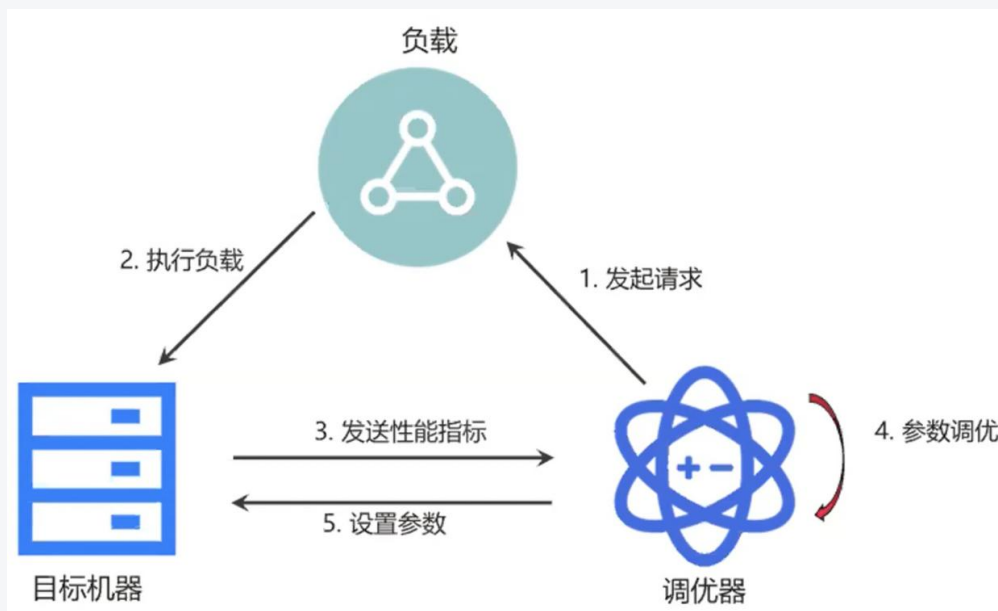 负载
2. 执行负载
1. 发起请求
3. 发送性能指标
4. 参数调优
5. 设置参数
目标机器
调优器